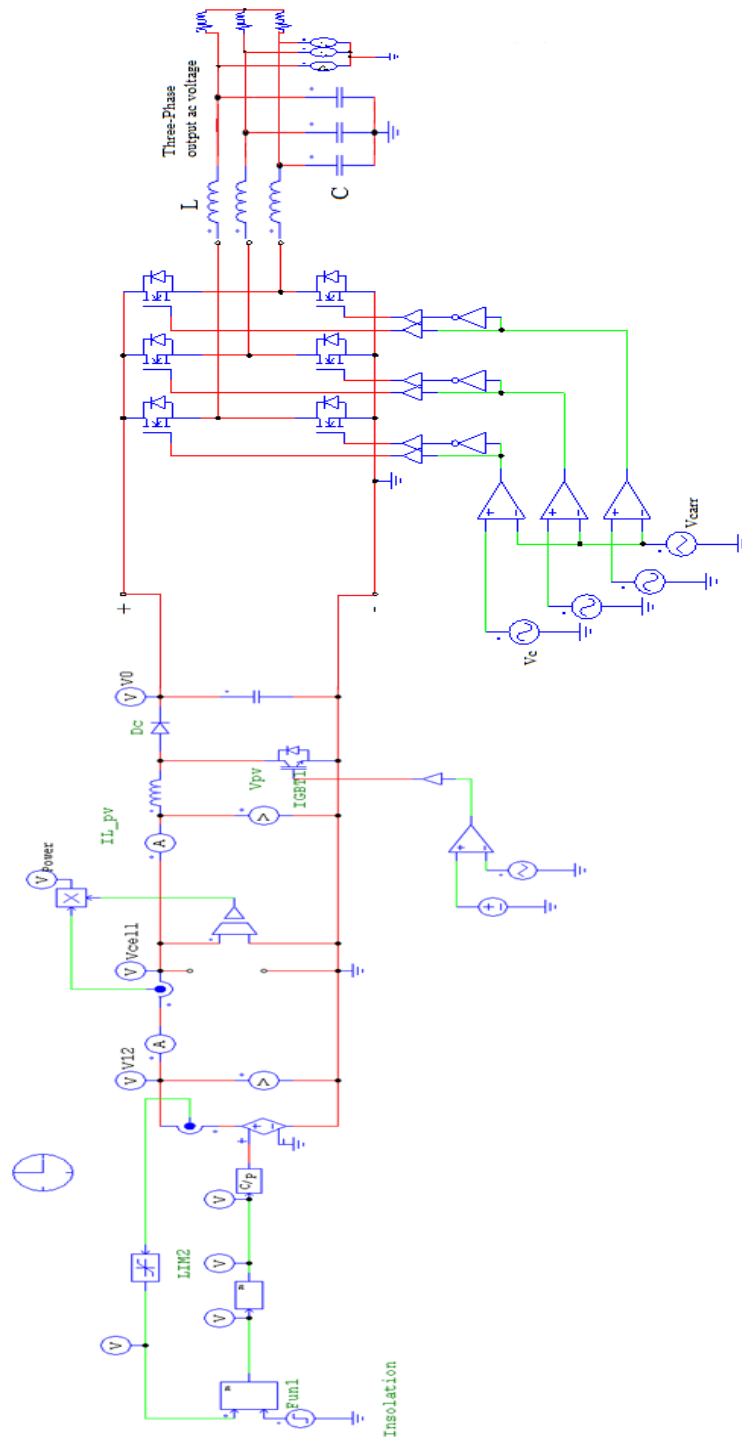 Three-Phase
output ac voltage
L
C
+
-
V0
V
Dc
Vpv
IGBT1
IL_pv
A
V
Power
V
X
Vcell
V
A
V12
V
V
V
C/P
V
V
V
LIM2
V
Fun1
Insolation
Vc
Vcarr